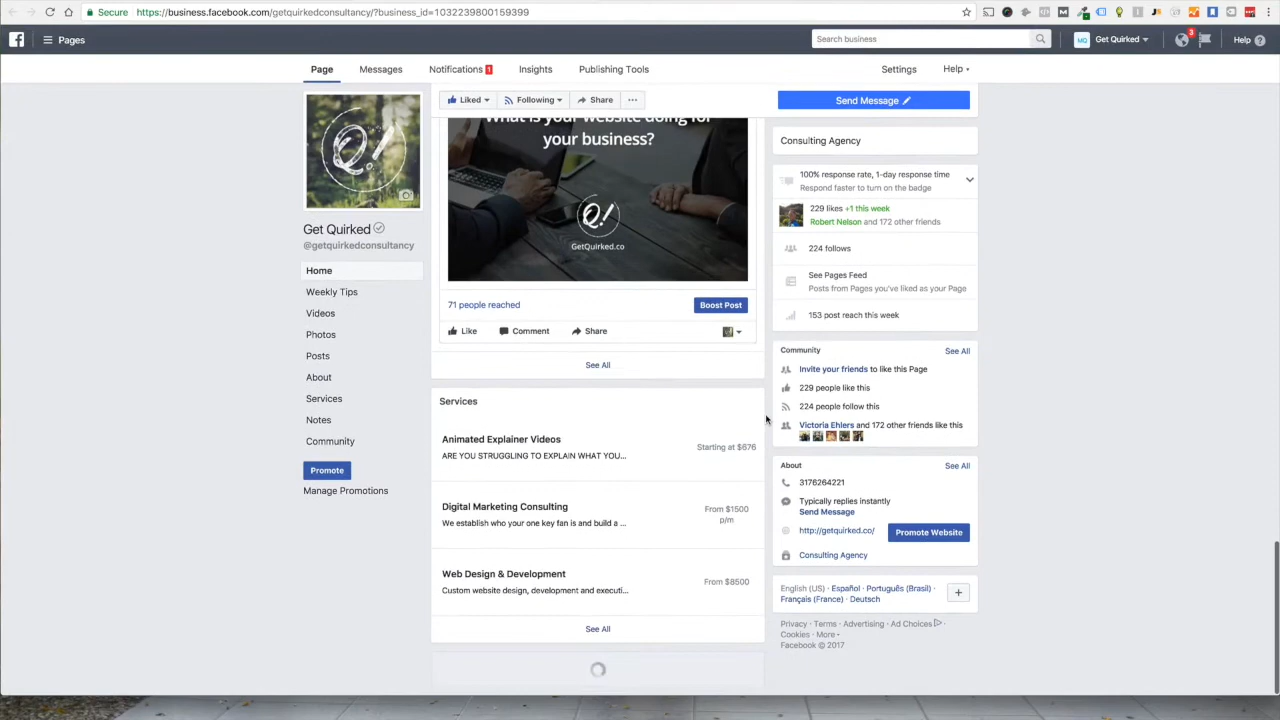 Secure
https://business.facebook.com/getquirkedconsultancy/?business_id=1032239800159399
Pages
Search business
MQ
Get Quirked
3
Help
Page
Messages
Notifications 1
Insights
Publishing Tools
Settings
Help
Liked
Following
Share
Send Message
Q!
Get Quirked
@getquirkedconsultancy
Home
Weekly Tips
Videos
Photos
Posts
About
Services
Notes
Community
Promote
Manage Promotions
What is your website doing for
your business?
Q!
GetQuirked.co
71 people reached
Boost Post
Like
Comment
Share
See All
Services
Animated Explainer Videos
ARE YOU STRUGGLING TO EXPLAIN WHAT YOU...
Starting at $676
Digital Marketing Consulting
We establish who your one key fan is and build a ...
From $1500
p/m
Web Design & Development
Custom website design, development and executi...
From $8500
See All
Consulting Agency
100% response rate, 1-day response time
Respond faster to turn on the badge
229 likes +1 this week
Robert Nelson and 172 other friends
224 follows
See Pages Feed
Posts from Pages you've liked as your Page
153 post reach this week
Community
See All
Invite your friends to like this Page
229 people like this
224 people follow this
Victoria Ehlers and 172 other friends like this
About
See All
3176264221
Typically replies instantly
Send Message
http://getquirked.co/
Promote Website
Consulting Agency
English (US) · Español · Português (Brasil) ·
Français (France) · Deutsch
Privacy · Terms · Advertising · Ad Choices ·
Cookies · More
Facebook © 2017